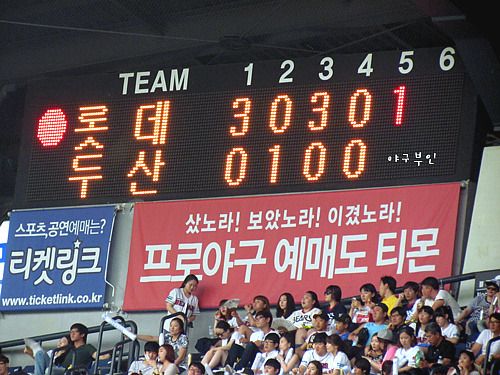 TEAM 1 2 3 4 5 6
롯데 3 0 3 0 1
두산 0 1 0 0
야구부인
스포츠,공연예매는?
티켓링크
www.ticketlink.co.kr
샀노라! 보았노라! 이겼노라!
프로야구 예매도 티몬
BEARS